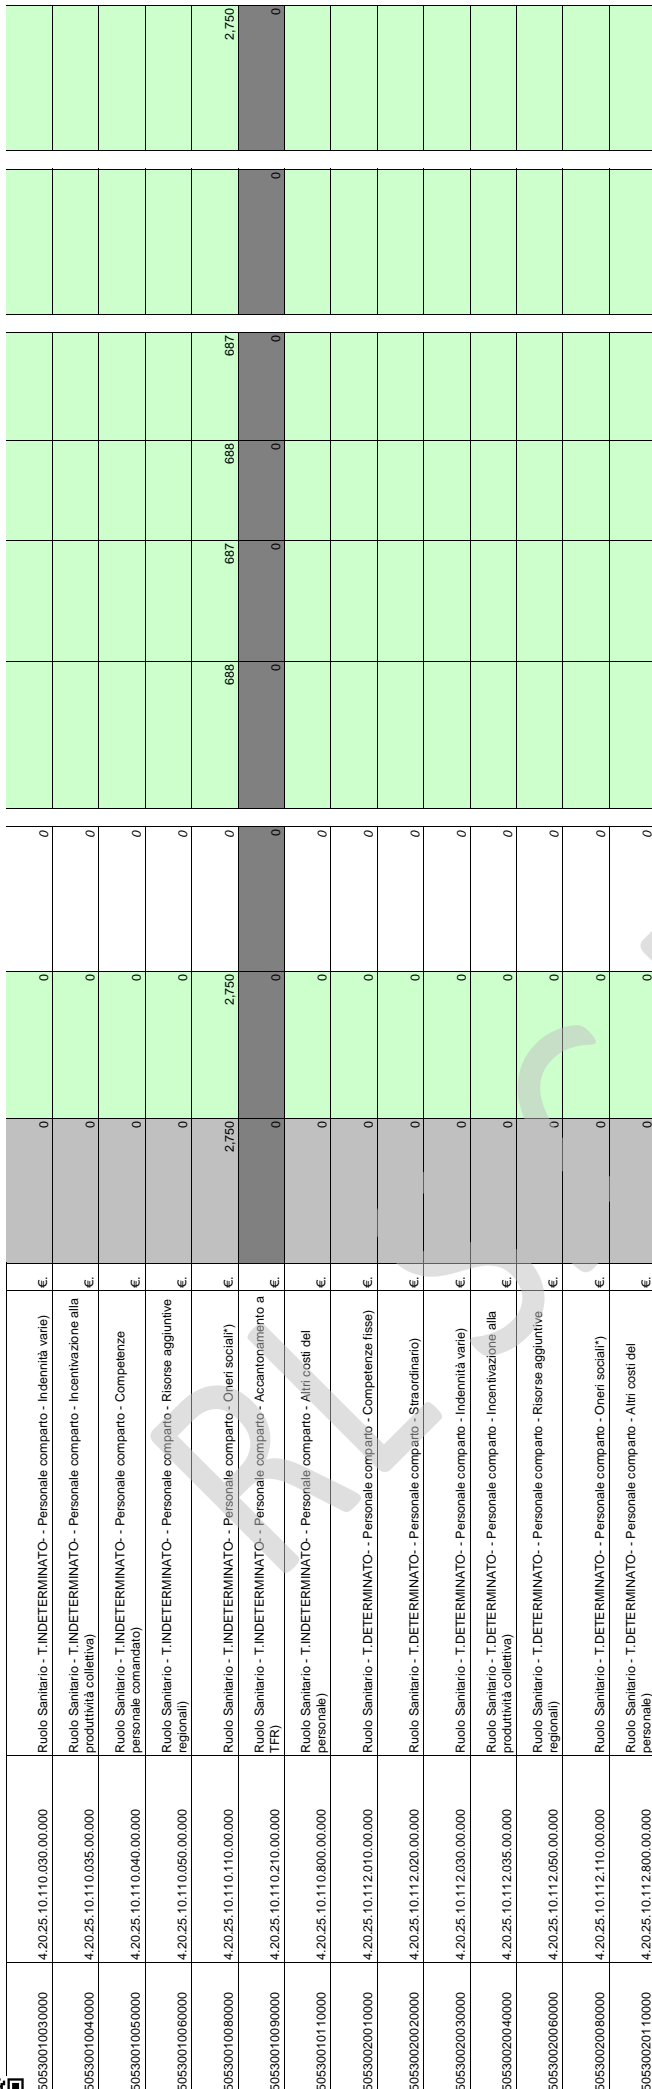 50530010030000 4.20.25.10.110.030.00.000 Ruolo Sanitario - T.INDETERMINATO- - Personale comparto - Indennità varie) €. 0 0 0
50530010040000 4.20.25.10.110.035.00.000 Ruolo Sanitario - T.INDETERMINATO- - Personale comparto - Incentivazione alla €. 0 0 0
produttività collettiva)
50530010050000 4.20.25.10.110.040.00.000 Ruolo Sanitario - T.INDETERMINATO- - Personale comparto - Competenze €. 0 0 0
personale comandato)
50530010060000 4.20.25.10.110.050.00.000 Ruolo Sanitario - T.INDETERMINATO- - Personale comparto - Risorse aggiuntive €. 0 0 0
regionali)
50530010080000 4.20.25.10.110.110.00.000 Ruolo Sanitario - T.INDETERMINATO- - Personale comparto - Oneri sociali*) €. 2,750 2,750 0 688 687 688 687 2,750
50530010090000 4.20.25.10.110.210.00.000 Ruolo Sanitario - T.INDETERMINATO- - Personale comparto - Accantonamento a €. 0 0 0 0 0 0 0 0 0
TFR)
50530010110000 4.20.25.10.110.800.00.000 Ruolo Sanitario - T.INDETERMINATO- - Personale comparto - Altri costi del €. 0 0 0
personale)
50530020010000 4.20.25.10.112.010.00.000 Ruolo Sanitario - T.DETERMINATO- - Personale comparto - Competenze fisse) €. 0 0 0
50530020020000 4.20.25.10.112.020.00.000 Ruolo Sanitario - T.DETERMINATO- - Personale comparto - Straordinario) €. 0 0 0
50530020030000 4.20.25.10.112.030.00.000 Ruolo Sanitario - T.DETERMINATO- - Personale comparto - Indennità varie) €. 0 0 0
50530020040000 4.20.25.10.112.035.00.000 Ruolo Sanitario - T.DETERMINATO- - Personale comparto - Incentivazione alla €. 0 0 0
produttività collettiva)
50530020060000 4.20.25.10.112.050.00.000 Ruolo Sanitario - T.DETERMINATO- - Personale comparto - Risorse aggiuntive €. 0 0 0
regionali)
50530020080000 4.20.25.10.112.110.00.000 Ruolo Sanitario - T.DETERMINATO- - Personale comparto - Oneri sociali*) €. 0 0 0
50530020110000 4.20.25.10.112.800.00.000 Ruolo Sanitario - T.DETERMINATO- - Personale comparto - Altri costi del €. 0 0 0
personale)